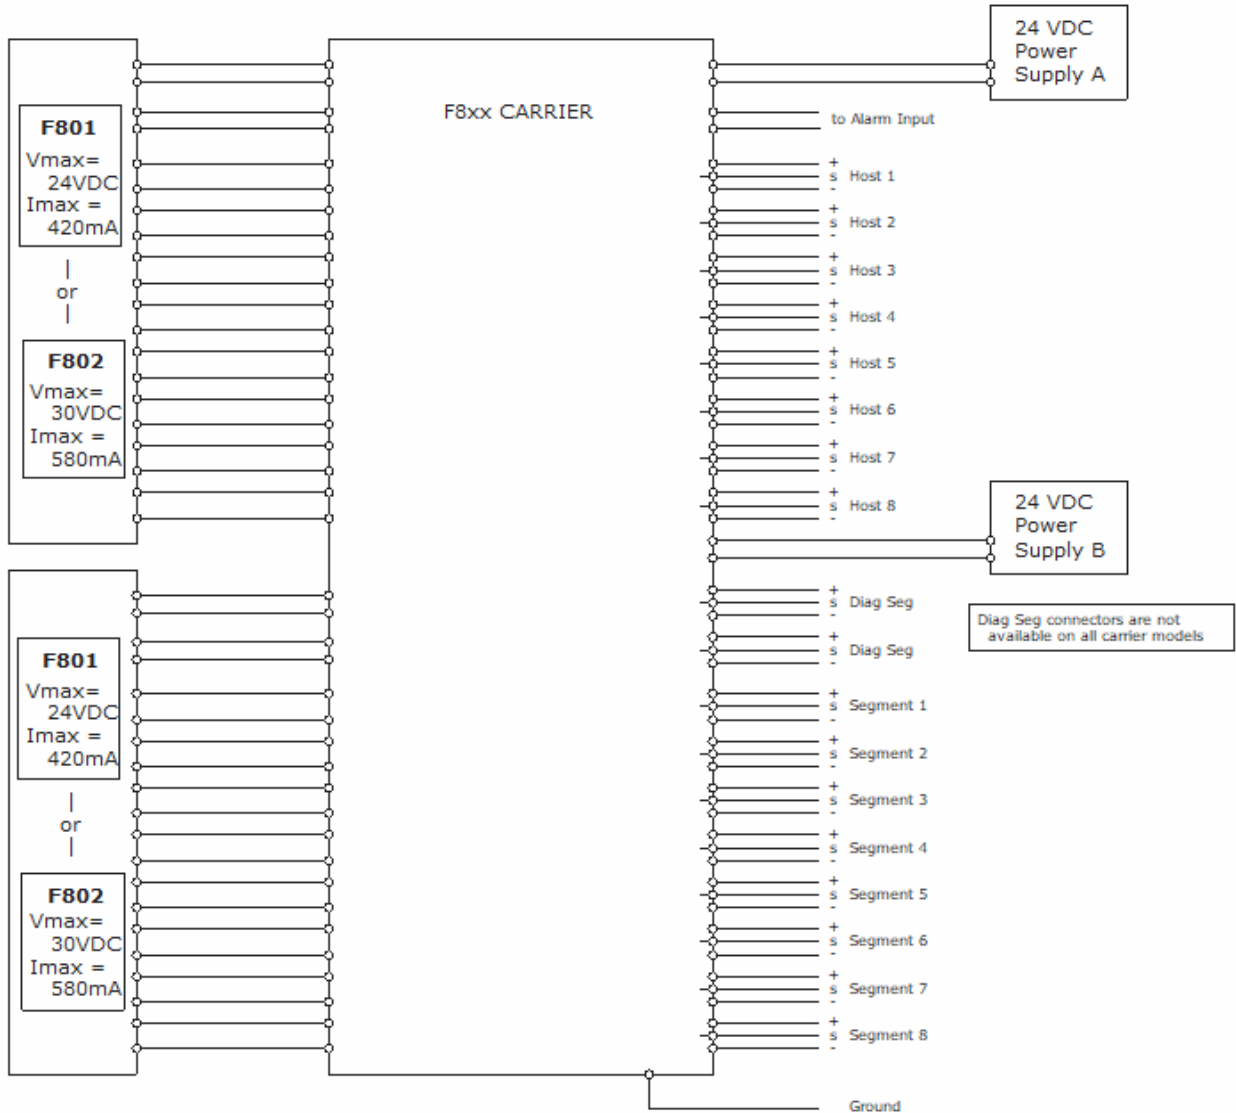 F801
Vmax=
24VDC
Imax =
420mA
|
or
|
F802
Vmax=
30VDC
Imax =
580mA
F801
Vmax=
24VDC
Imax =
420mA
|
or
|
F802
Vmax=
30VDC
Imax =
580mA
F8xx CARRIER
24 VDC
Power
Supply A
to Alarm Input
+
s Host 1
-
+
s Host 2
-
+
s Host 3
-
+
s Host 4
-
+
s Host 5
-
+
s Host 6
-
+
s Host 7
-
+
s Host 8
-
24 VDC
Power
Supply B
+
s Diag Seg
-
+
s Diag Seg
-
Diag Seg connectors are not
available on all carrier models
+
s Segment 1
-
+
s Segment 2
-
+
s Segment 3
-
+
s Segment 4
-
+
s Segment 5
-
+
s Segment 6
-
+
s Segment 7
-
+
s Segment 8
-
Ground